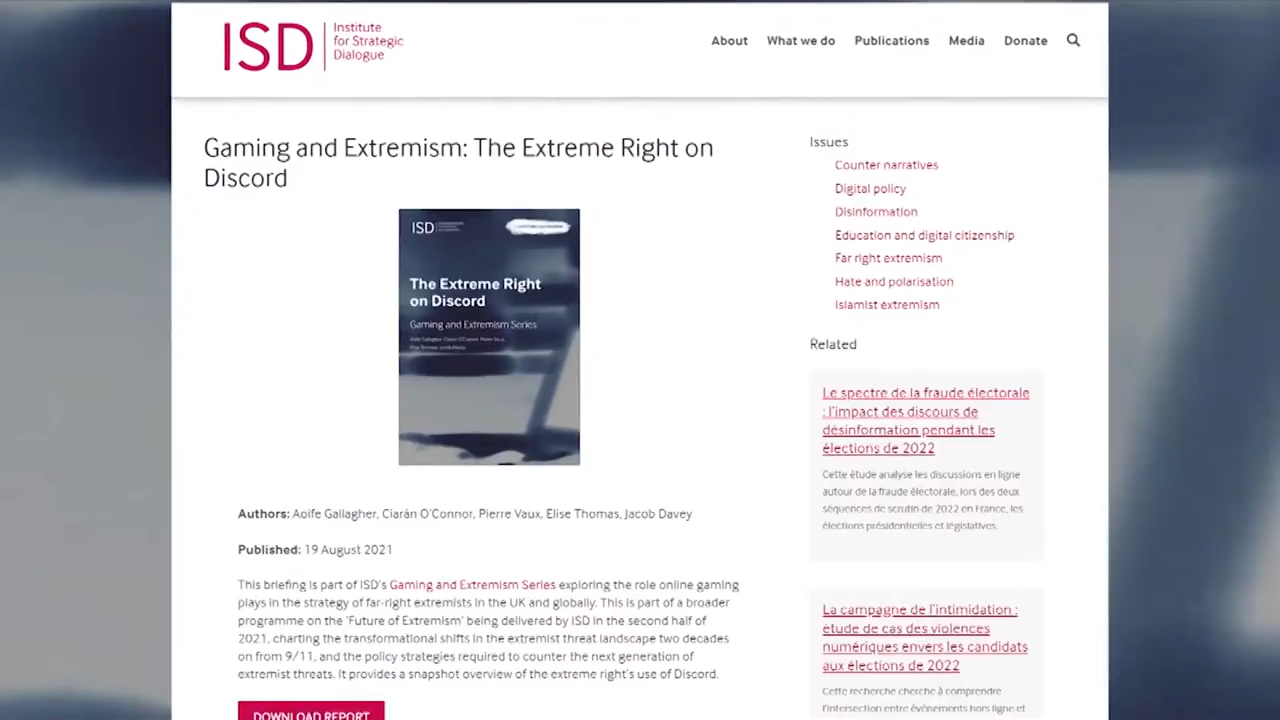 ISD
Institute
for Strategic
Dialogue
About What we do Publications Media Donate
Gaming and Extremism: The Extreme Right on
Discord
ISD
The Extreme Right
on Discord
Gaming and Extremism Series
Authors: Aoife Gallagher, Ciarán O'Connor, Pierre Vaux, Elise Thomas, Jacob Davey
Published: 19 August 2021
This briefing is part of ISD's Gaming and Extremism Series exploring the role online gaming
plays in the strategy of far-right extremists in the UK and globally. This is part of a broader
programme on the 'Future of Extremism' being delivered by ISD in the second half of
2021, charting the transformational shifts in the extremist threat landscape two decades
on from 9/11, and the policy strategies required to counter the next generation of
extremist threats. It provides a snapshot overview of the extreme right's use of Discord.
DOWNLOAD REPORT
Issues
Counter narratives
Digital policy
Disinformation
Education and digital citizenship
Far right extremism
Hate and polarisation
Islamist extremism
Related
Le spectre de la fraude électorale
: l'impact des discours de
désinformation pendant les
élections de 2022
Cette étude analyse les discussions en ligne
autour de la fraude électorale, lors des deux
séquences de scrutin de 2022 en France, les
élections présidentielles et législatives.
La campagne de l'intimidation :
étude de cas des violences
numériques envers les candidats
aux élections de 2022
Cette recherche cherche à comprendre
l'intersection entre événements hors ligne et